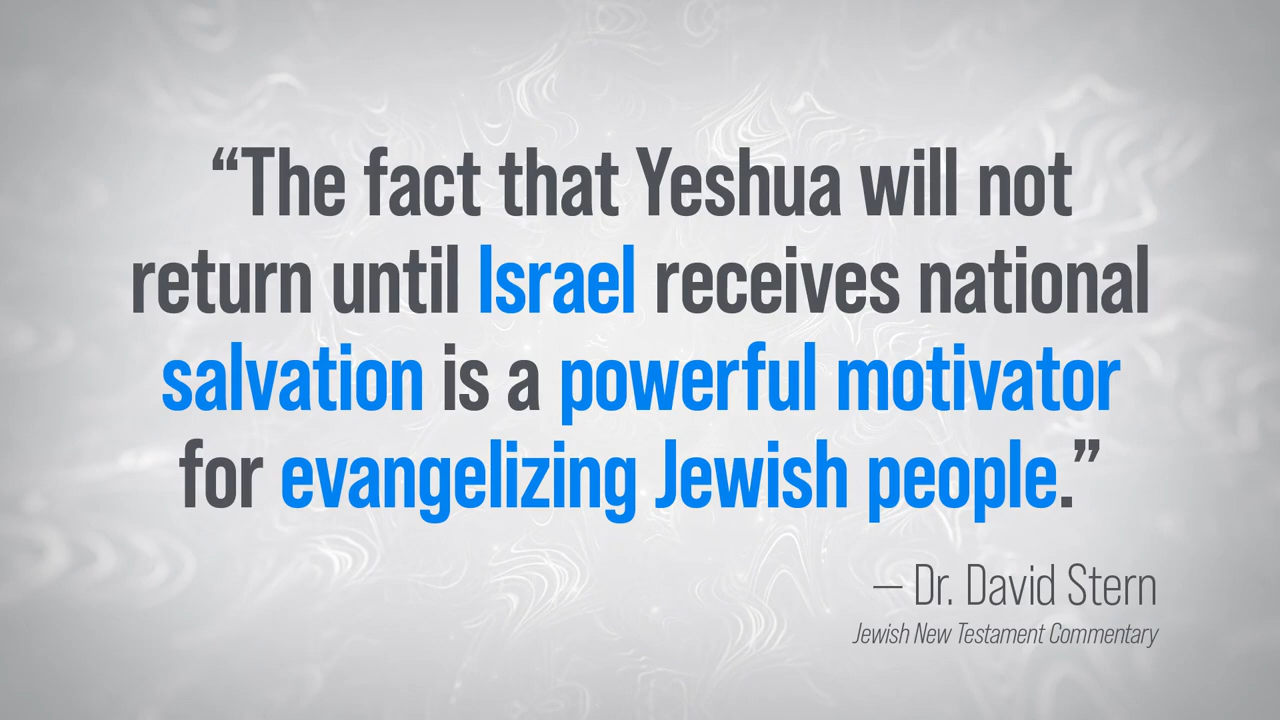 “The fact that Yeshua will not
return until Israel receives national
salvation is a powerful motivator
for evangelizing Jewish people.”
– Dr. David Stern
Jewish New Testament Commentary